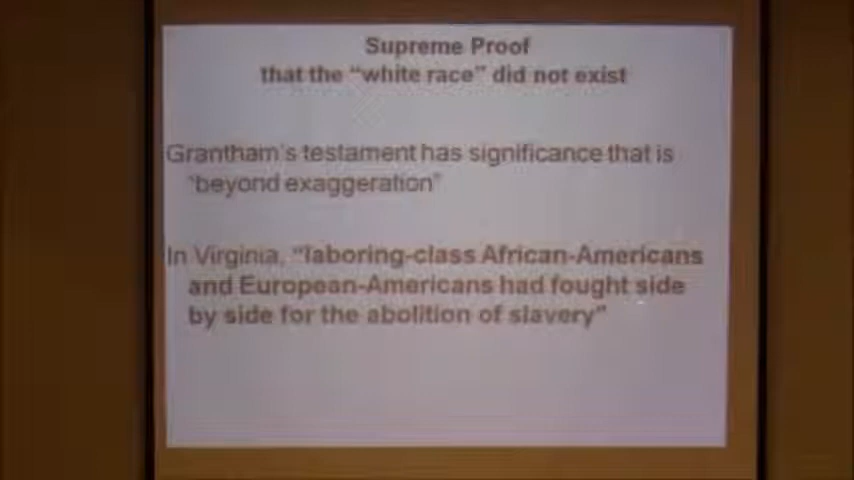 Supreme Proof
that the “white race” did not exist
Grantham's testament has significance that is
“beyond exaggeration”
In Virginia, “laboring-class African-Americans
and European-Americans had fought side
by side for the abolition of slavery”